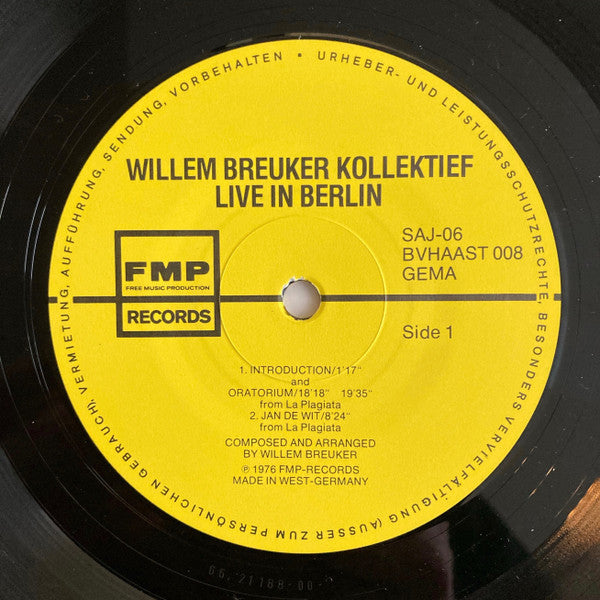 URHEBER- UND LEISTUNGSSCHUTZRECHTE, BESONDERS VERVIELFÄLTIGUNG (AUSSER ZUM PERSÖNLICHEN GEBRAUCH), VERMIETUNG, AUFFÜHRUNG, SENDUNG, VORBEHALTEN •
WILLEM BREUKER KOLLEKTIEF
LIVE IN BERLIN
FMP
FREE MUSIC PRODUCTION
RECORDS
SAJ-06
BVHAAST 008
GEMA
Side 1
1. INTRODUCTION/1'17"
and
ORATORIUM/18'18" 19'35"
from La Plagiata
2. JAN DE WIT/8'24"
from La Plagiata
COMPOSED AND ARRANGED
BY WILLEM BREUKER
℗ 1976 FMP-RECORDS
MADE IN WEST-GERMANY